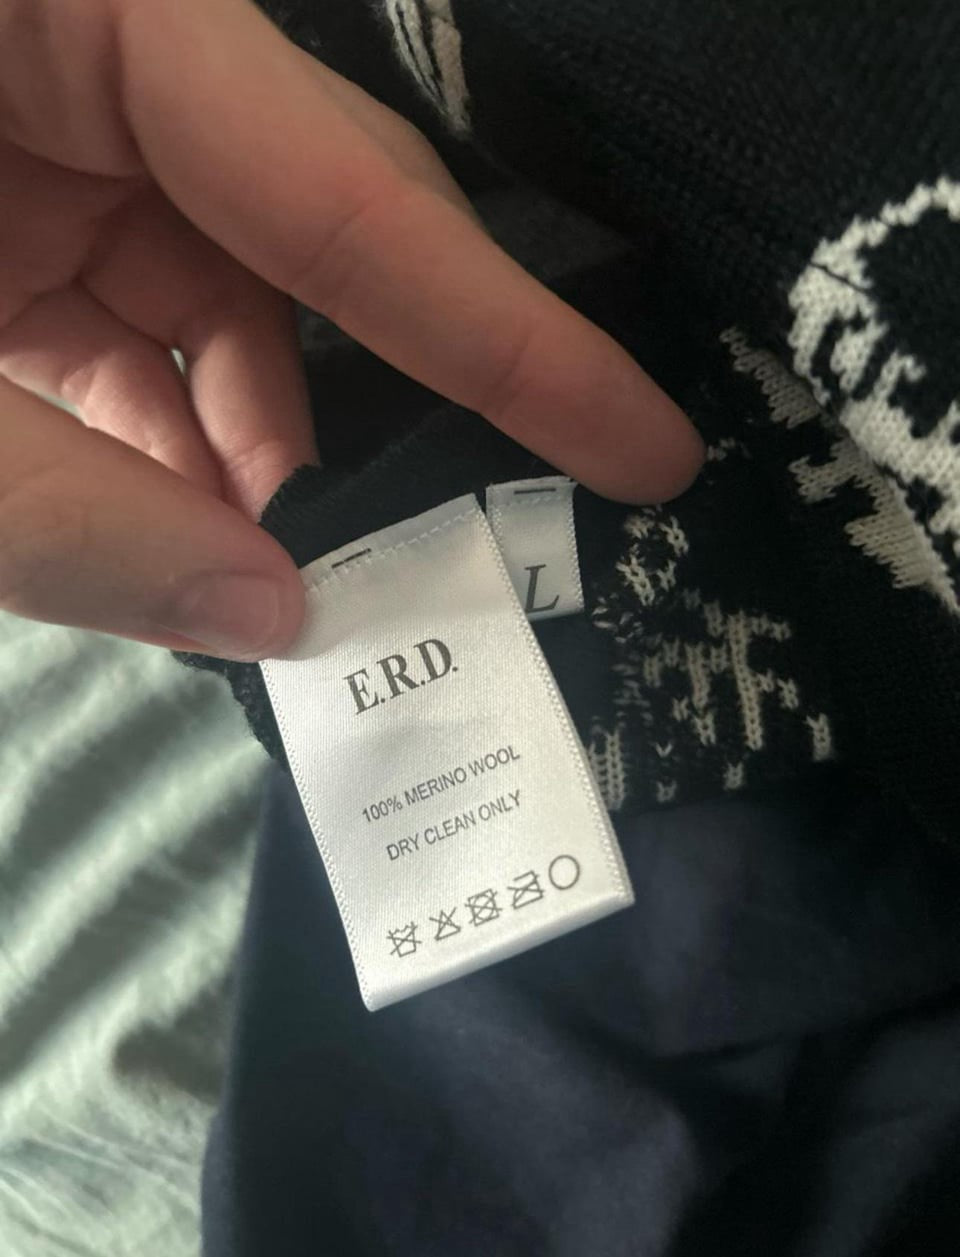 L
E.R.D.
100% MERINO WOOL
DRY CLEAN ONLY